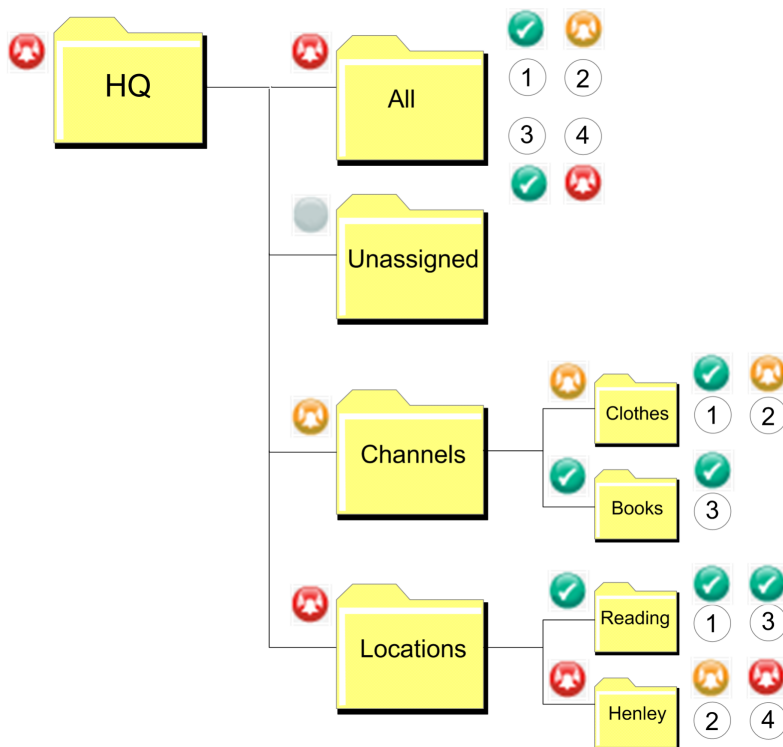 HQ
All
1 2
3 4
Unassigned
Channels
Clothes
1 2
Books
3
Locations
Reading
1 3
Henley
2 4